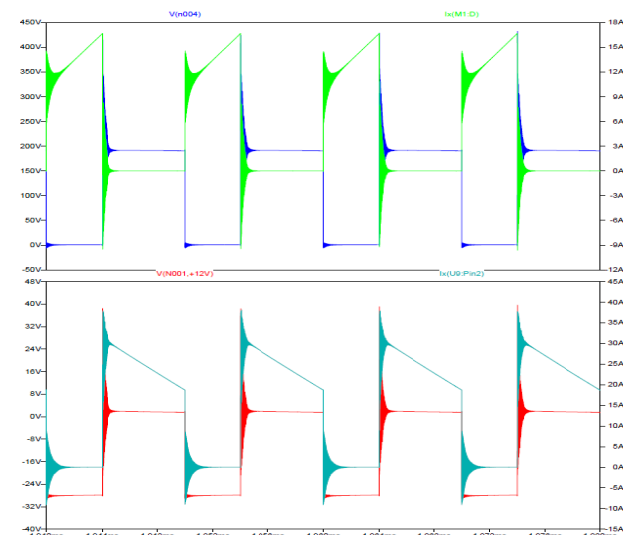 V(n004) Ix(M1:D)
450V 18A
400V 15A
350V 12A
300V 9A
250V 6A
200V 3A
150V 0A
100V -3A
50V -6A
0V -9A
-50V 12A
V(N001,+12V) Ix(U9:Pin2)
48V 45A
40V 40A
32V 35A
24V 30A
16V 25A
8V 20A
0V 15A
-8V 10A
-16V 5A
-24V 0A
-32V -5A
-40V -10A
-15A